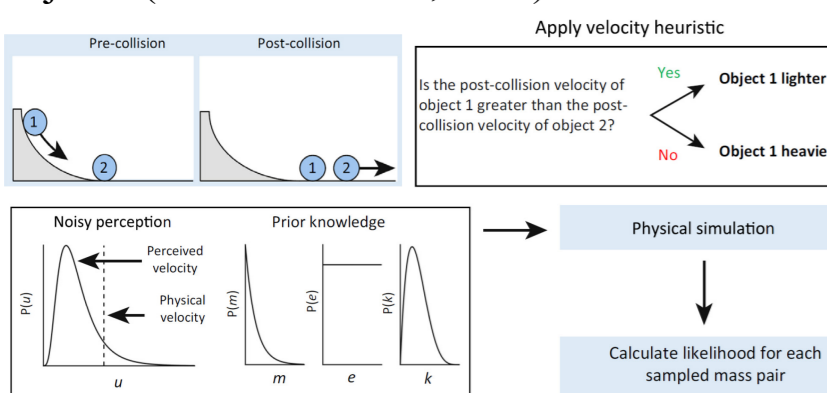 Pre-collision
Post-collision
1
2
1
2
Apply velocity heuristic
Is the post-collision velocity of
object 1 greater than the post-
collision velocity of object 2?
Yes
No
Object 1 lighter
Object 1 heavie
Noisy perception
Perceived
velocity
Physical
velocity
P(u)
u
Prior knowledge
P(m)
m
P(e)
e
P(k)
k
Physical simulation
Calculate likelihood for each
sampled mass pair